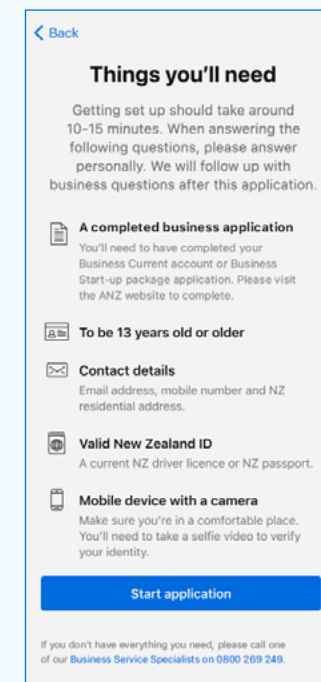 Back
Things you'll need
Getting set up should take around
10-15 minutes. When answering the
following questions, please answer
personally. We will follow up with
business questions after this application.
A completed business application
You'll need to have completed your
Business Current account or Business
Start-up package application. Please visit
the ANZ website to complete.
To be 13 years old or older
Contact details
Email address, mobile number and NZ
residential address.
Valid New Zealand ID
A current NZ driver licence or NZ passport.
Mobile device with a camera
Make sure you're in a comfortable place.
You'll need to take a selfie video to verify
your identity.
Start application
If you don't have everything you need, please call one
of our Business Service Specialists on 0800 269 249.